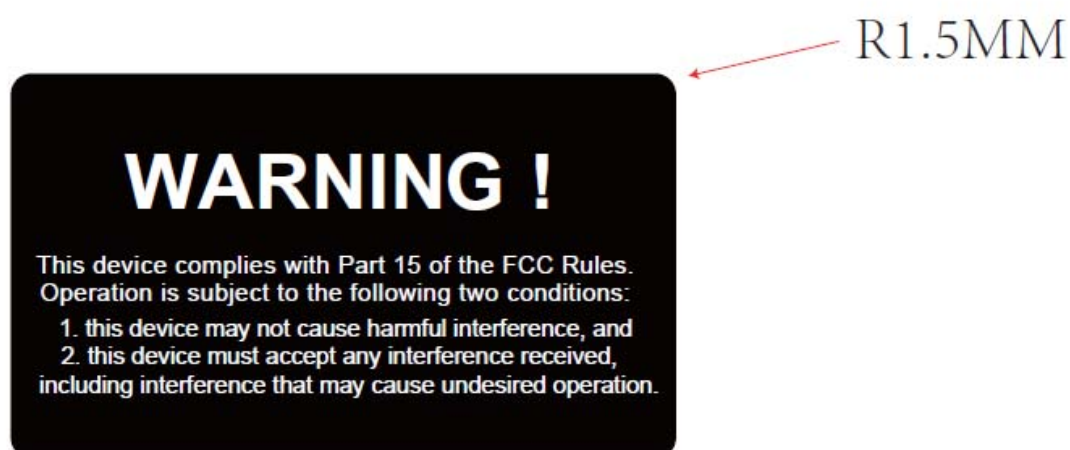 R1.5MM
WARNING !
This device complies with Part 15 of the FCC Rules.
Operation is subject to the following two conditions:
1. this device may not cause harmful interference, and
2. this device must accept any interference received,
including interference that may cause undesired operation.